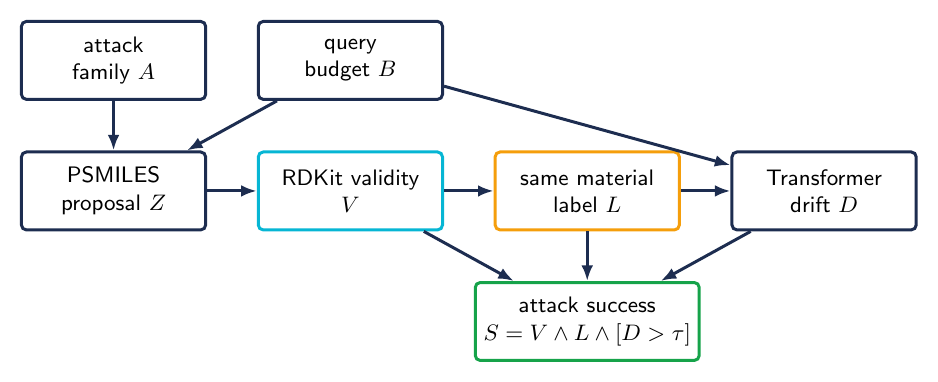 attack
family A
query
budget B
PSMILES
proposal Z
RDKit validity
V
same material
label L
Transformer
drift D
attack success
S = V ∧ L ∧ [D > τ]